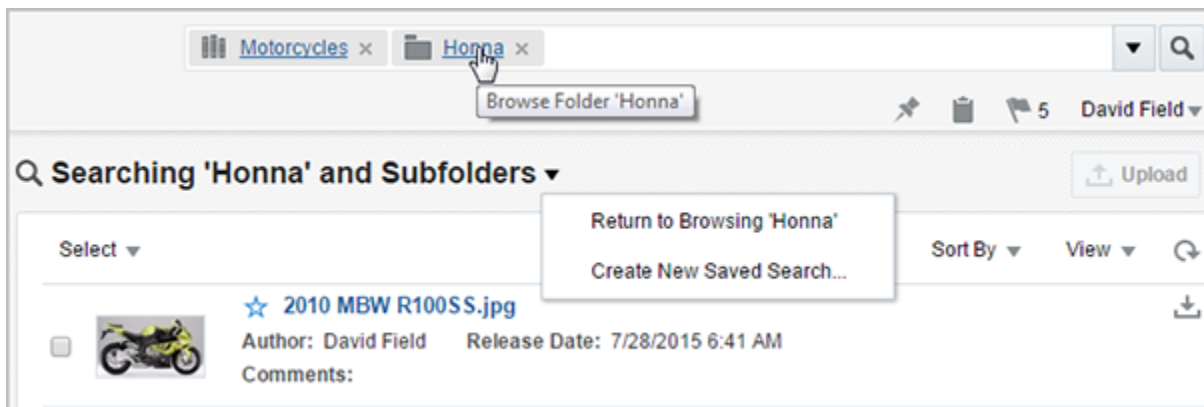 Motorcycles × Honna ×
Browse Folder 'Honna'
5 David Field
Searching 'Honna' and Subfolders
Upload
Return to Browsing 'Honna'
Create New Saved Search...
Select Sort By View
2010 MBW R100SS.jpg
Author: David Field Release Date: 7/28/2015 6:41 AM
Comments: